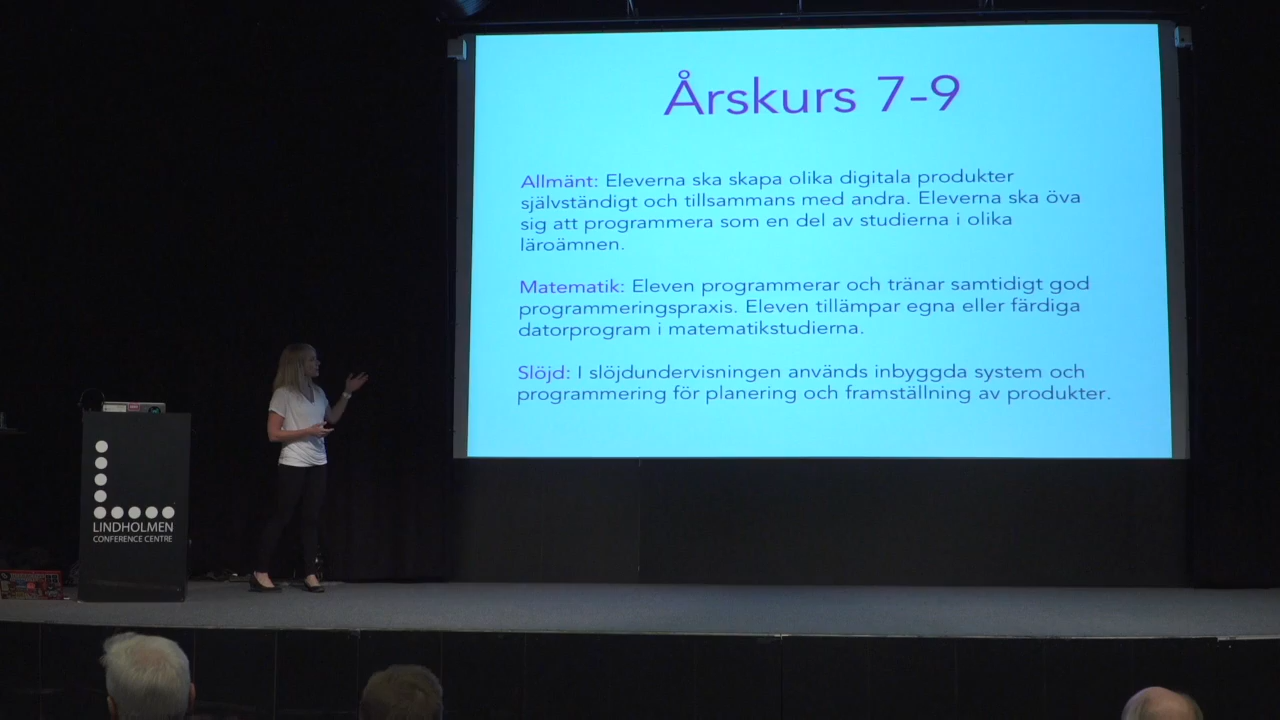 Årskurs 7-9
Allmänt: Eleverna ska skapa olika digitala produkter
självständigt och tillsammans med andra. Eleverna ska öva
sig att programmera som en del av studierna i olika
läroämnen.
Matematik: Eleven programmerar och tränar samtidigt god
programmeringspraxis. Eleven tillämpar egna eller färdiga
datorprogram i matematikstudierna.
Slöjd: I slöjdundervisningen används inbyggda system och
programmering för planering och framställning av produkter.
LINDHOLMEN
CONFERENCE CENTRE